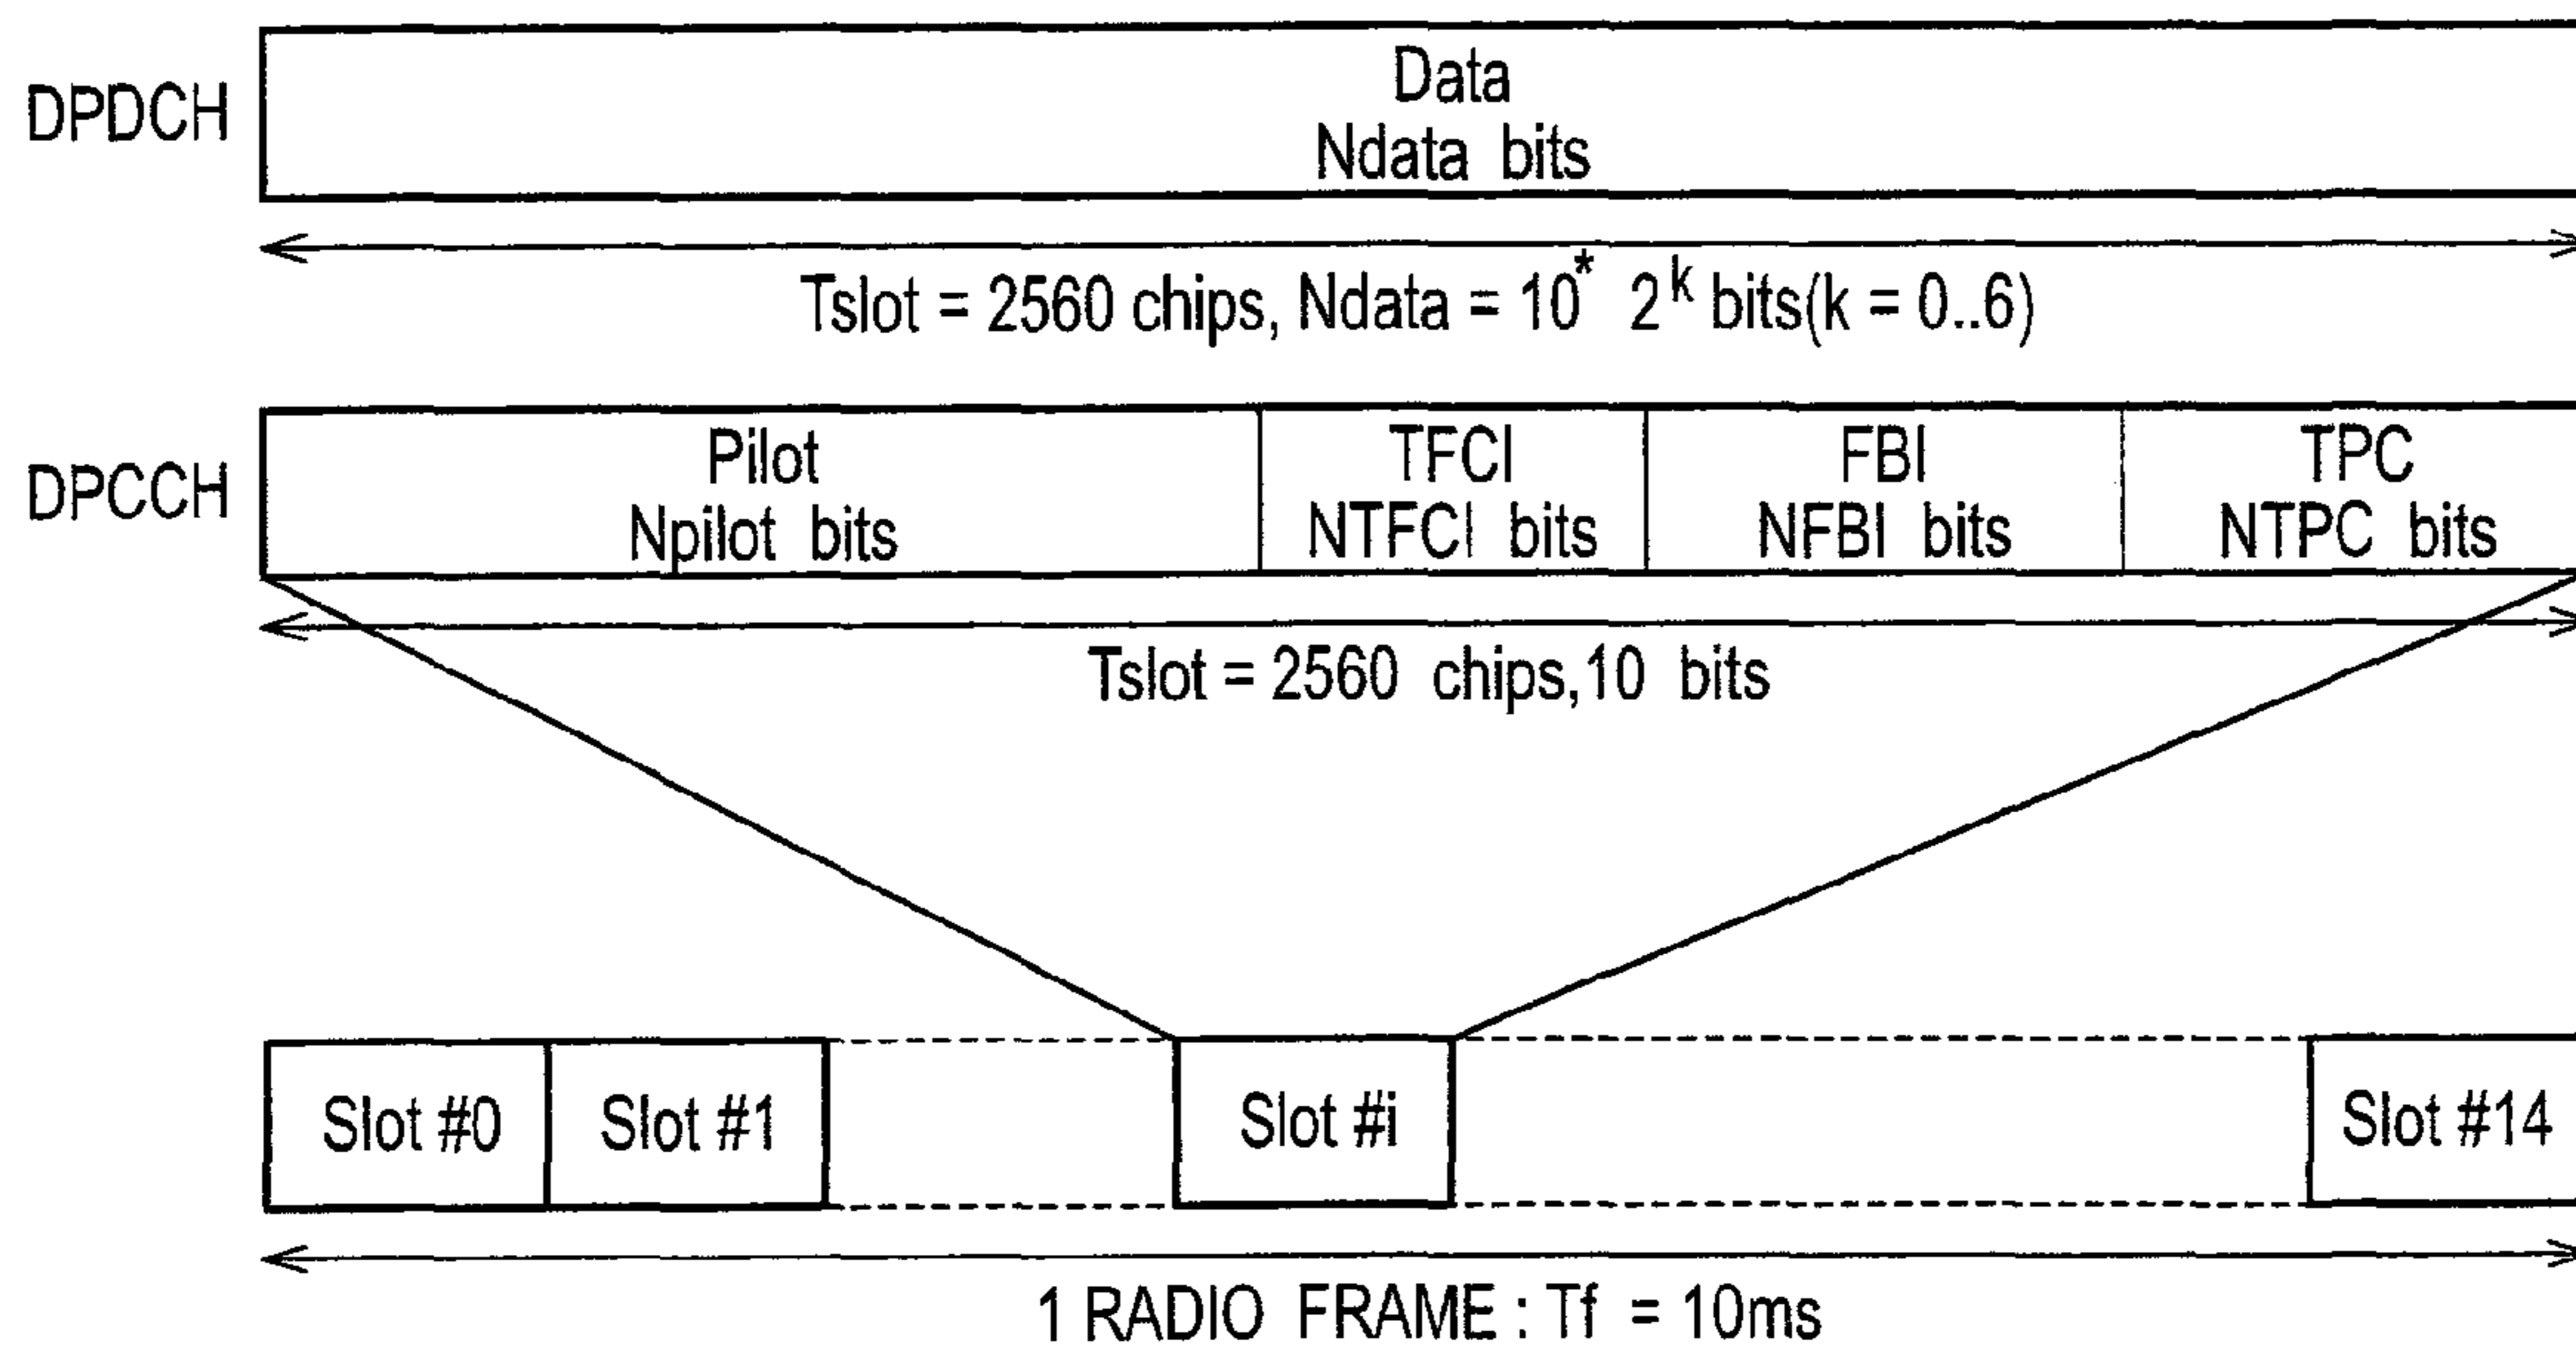 DPDCH
Data
Ndata bits
Tslot = 2560 chips, Ndata = 10* 2^k bits(k = 0..6)
DPCCH
Pilot
Npilot bits
TFCI
NTFCI bits
FBI
NFBI bits
TPC
NTPC bits
Tslot = 2560 chips,10 bits
Slot #0
Slot #1
Slot #i
Slot #14
1 RADIO FRAME : Tf = 10ms